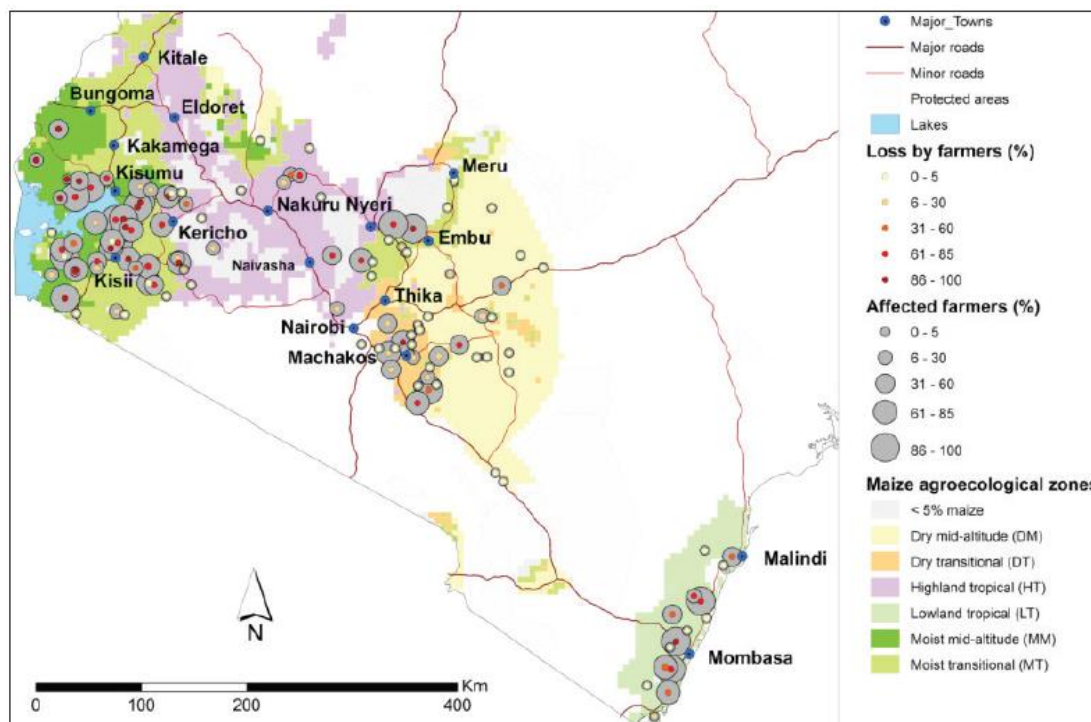 Kitale
Bungoma
Eldoret
Kakamega
Kisumu
Meru
Nakuru Nyeri
Kericho
Embu
Naivasha
Kisii
Thika
Nairobi
Machakos
Malindi
Mombasa
N
Km
0 100 200 400
Major_Towns
Major roads
Minor roads
Protected areas
Lakes
Loss by farmers (%)
0 - 5
6 - 30
31 - 60
61 - 85
86 - 100
Affected farmers (%)
0 - 5
6 - 30
31 - 60
61 - 85
86 - 100
Maize agroecological zones
< 5% maize
Dry mid-altitude (DM)
Dry transitional (DT)
Highland tropical (HT)
Lowland tropical (LT)
Moist mid-altitude (MM)
Moist transitional (MT)